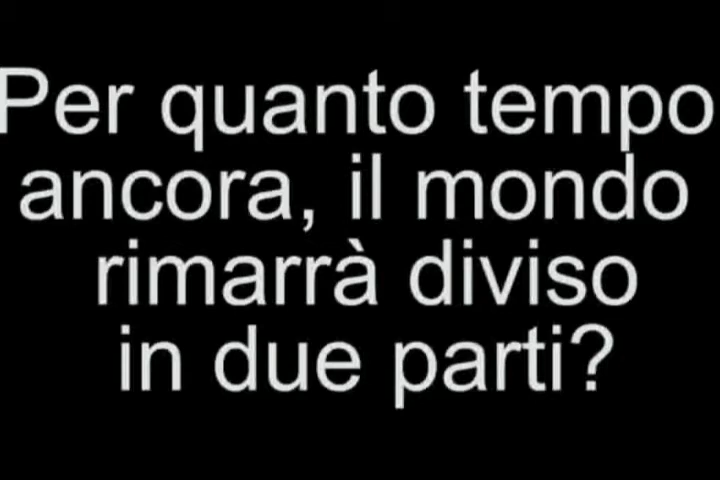 Per quanto tempo
ancora, il mondo
rimarrà diviso
in due parti?